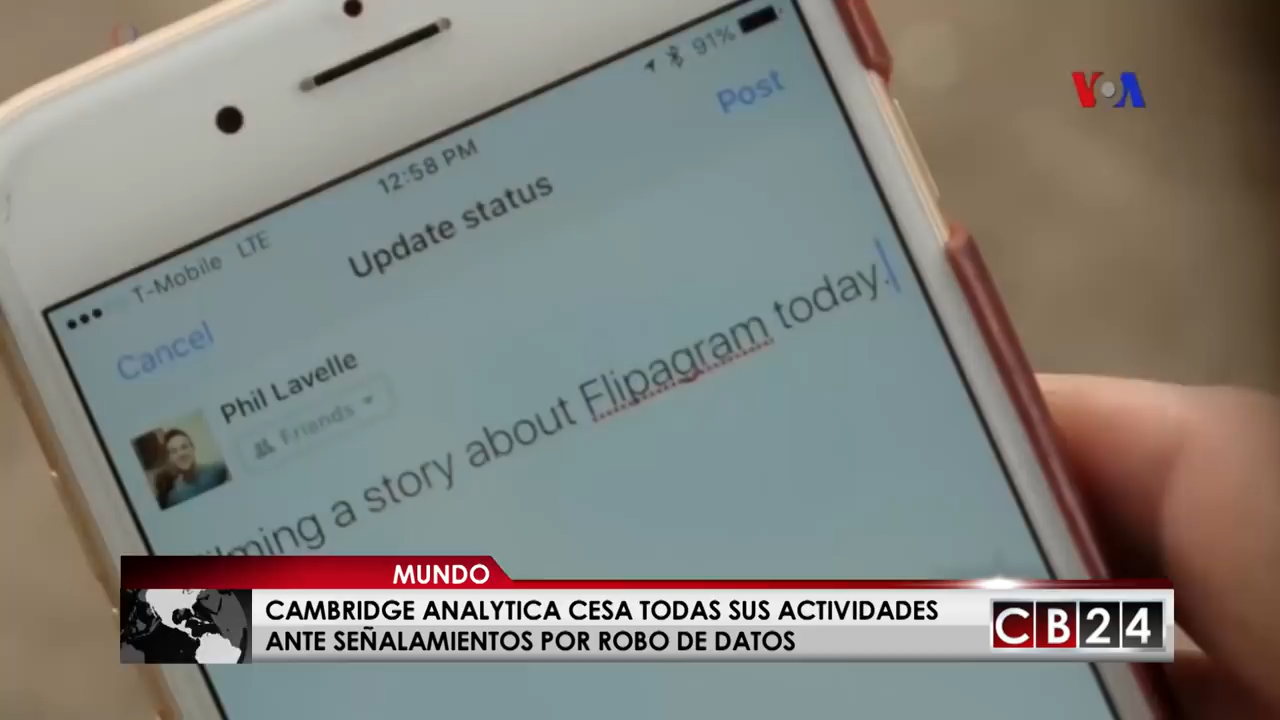 VOA
91%
Post
12:58 PM
T-Mobile LTE
Update status
Cancel
Phil Lavelle
Friends
a story about Flipagram today.
MUNDO
CAMBRIDGE ANALYTICA CESA TODAS SUS ACTIVIDADES
ANTE SEÑALAMIENTOS POR ROBO DE DATOS
CB24